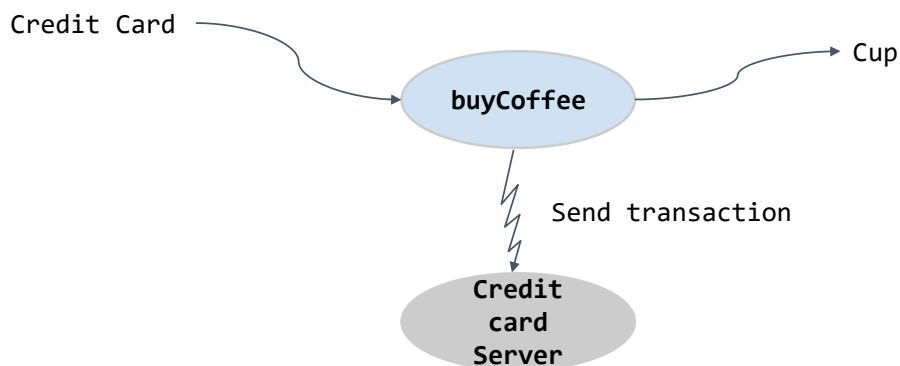 Credit Card
Cup
buyCoffee
Send transaction
Credit
card
Server